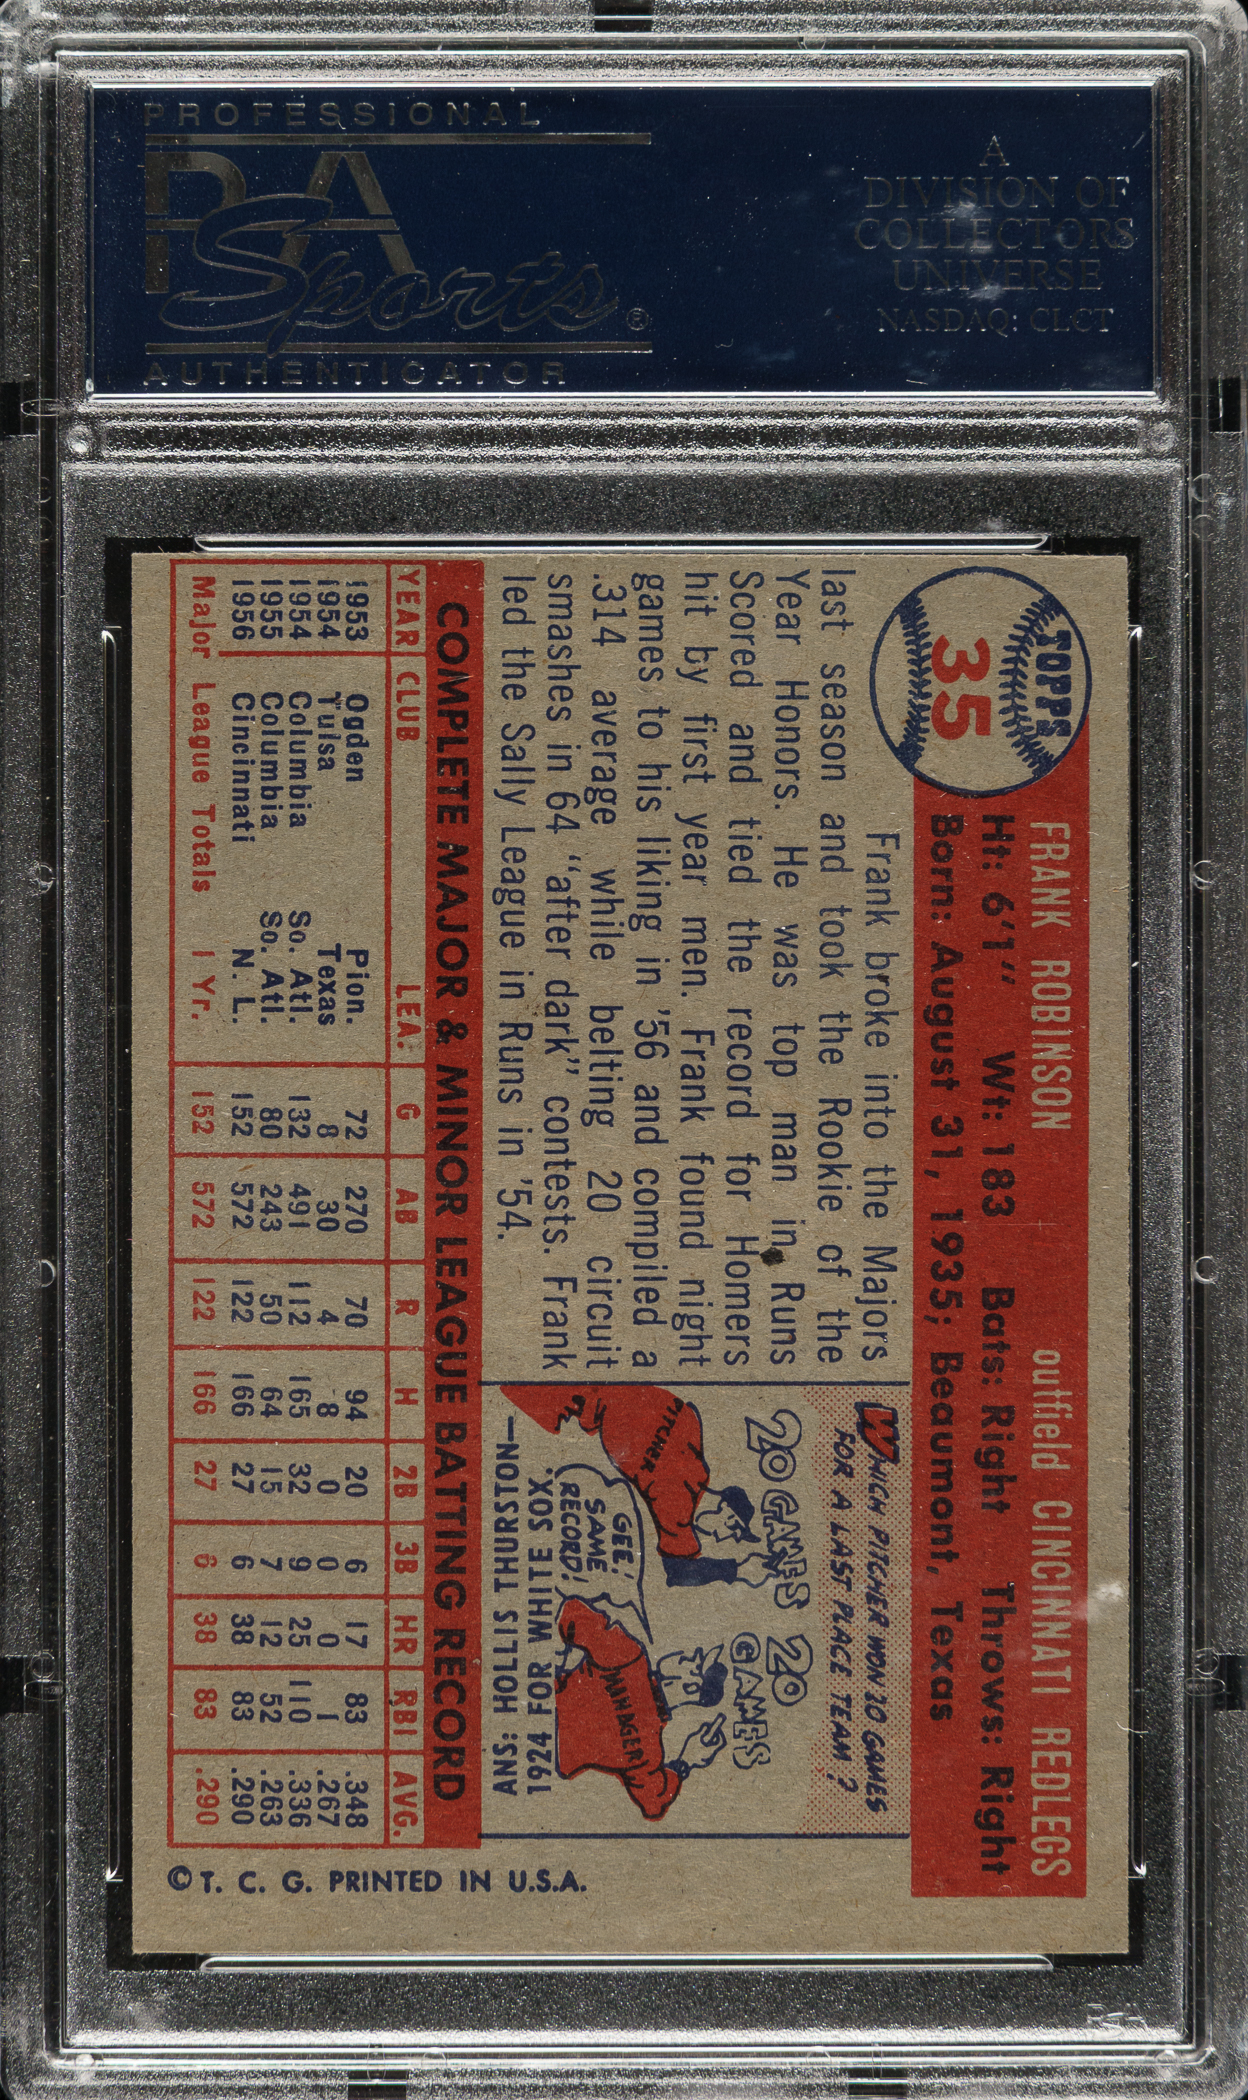 PROFESSIONAL
PSA
Sports ®
AUTHENTICATOR
A
DIVISION OF
COLLECTORS
UNIVERSE
NASDAQ: CLCT
TOPPS
35
FRANK ROBINSON outfield CINCINNATI REDLEGS
Ht: 6'1" Wt: 183 Bats: Right Throws: Right
Born: August 31, 1935; Beaumont, Texas
Frank broke into the Majors
last season and took the Rookie of the
Year Honors. He was top man in Runs
Scored and tied the record for Homers
hit by first year men. Frank found night
games to his liking in '56 and compiled a
.314 average while belting 20 circuit
smashes in 64 "after dark" contests. Frank
led the Sally League in Runs in '54.
WHICH PITCHER WON 20 GAMES
FOR A LAST PLACE TEAM?
20 GAMES
20 GAMES
PITCHER
GEE!
SAME
RECORD!
MANAGER
ANS: HOLLIS THURSTON—
1924 FOR WHITE SOX.
COMPLETE MAJOR & MINOR LEAGUE BATTING RECORD
YEAR CLUB LEA. G AB R H 2B 3B HR RBI AVG.
1953 Ogden Pion. 72 270 70 94 20 6 17 83 .348
1954 Tulsa Texas 8 30 4 8 0 0 0 1 .267
1954 Columbia So. Atl. 132 491 112 165 32 9 25 110 .336
1955 Columbia So. Atl. 80 243 50 64 15 7 12 52 .263
1956 Cincinnati N. L. 152 572 122 166 27 6 38 83 .290
Major League Totals 1 Yr. 152 572 122 166 27 6 38 83 .290
© T. C. G. PRINTED IN U.S.A.
PSA